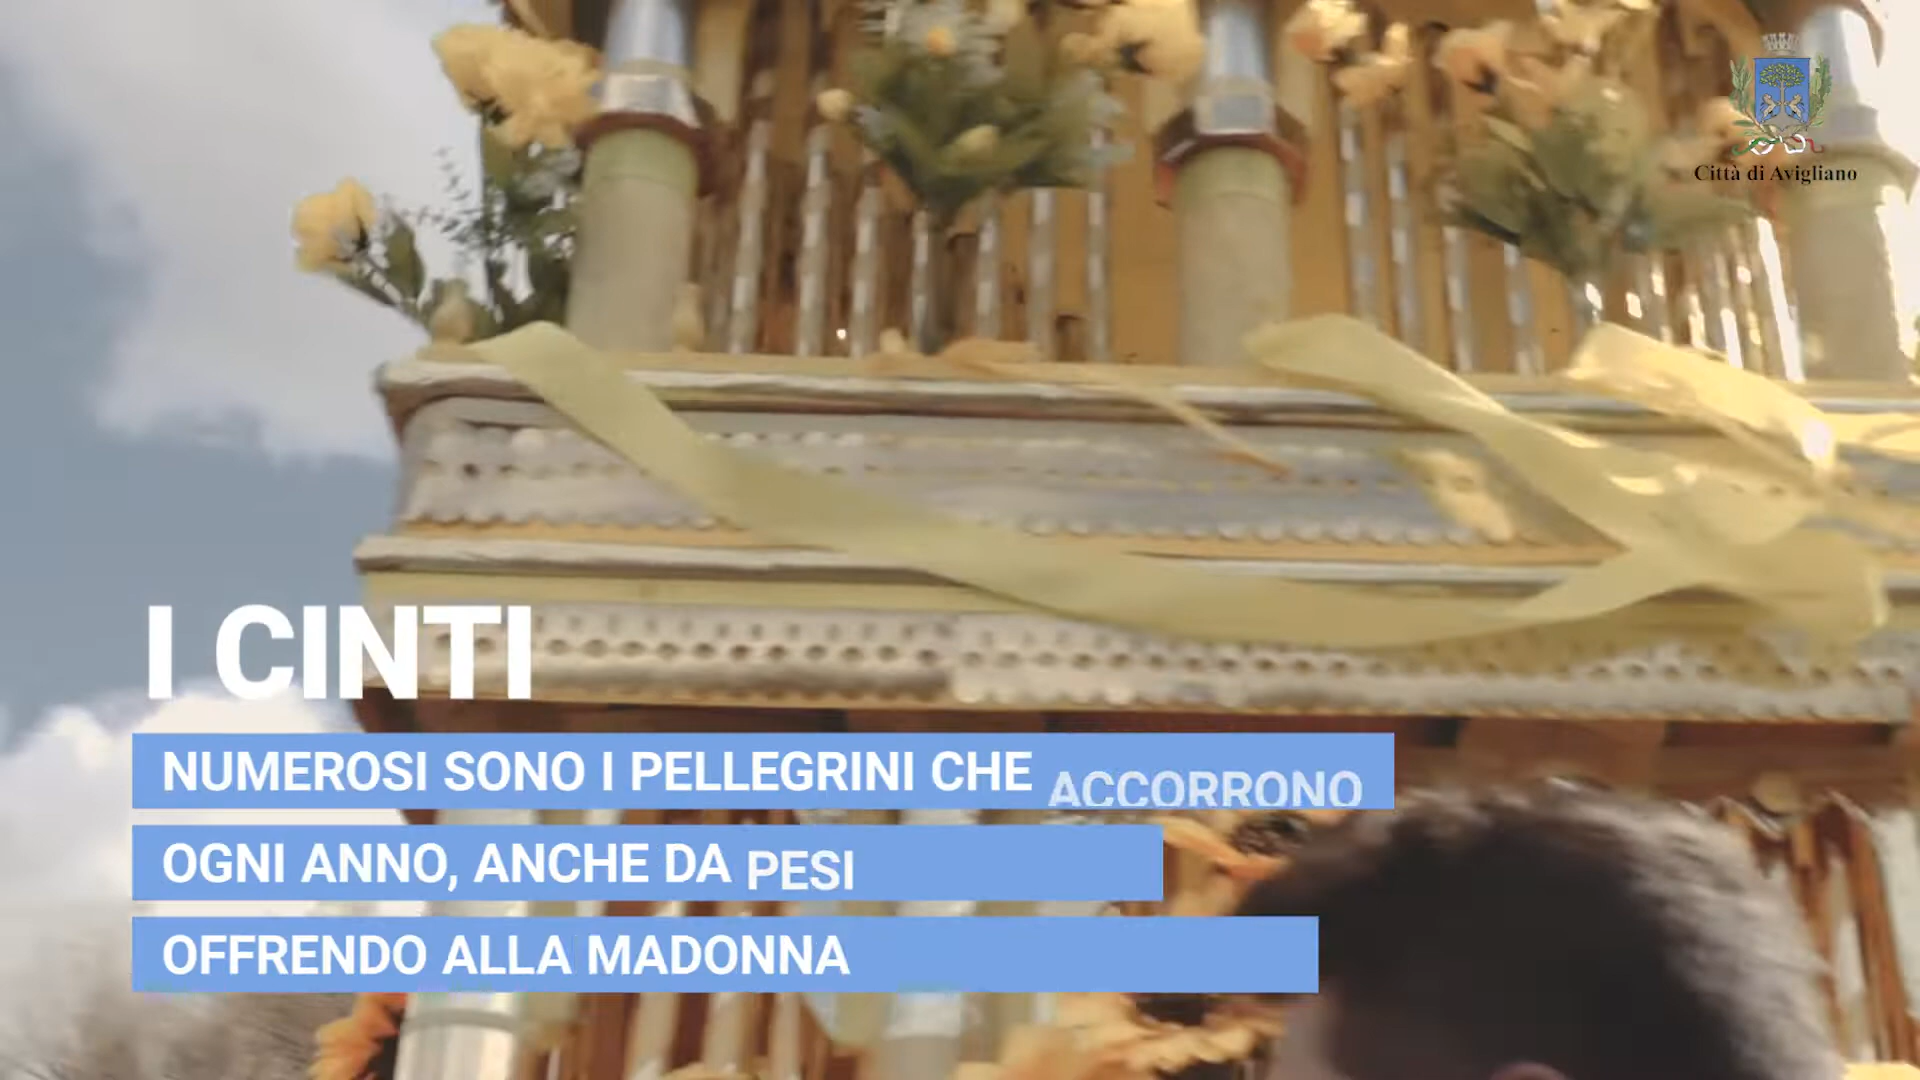 Città di Avigliano
I CINTI
NUMEROSI SONO I PELLEGRINI CHE ACCORRONO
OGNI ANNO, ANCHE DA PESI
OFFRENDO ALLA MADONNA